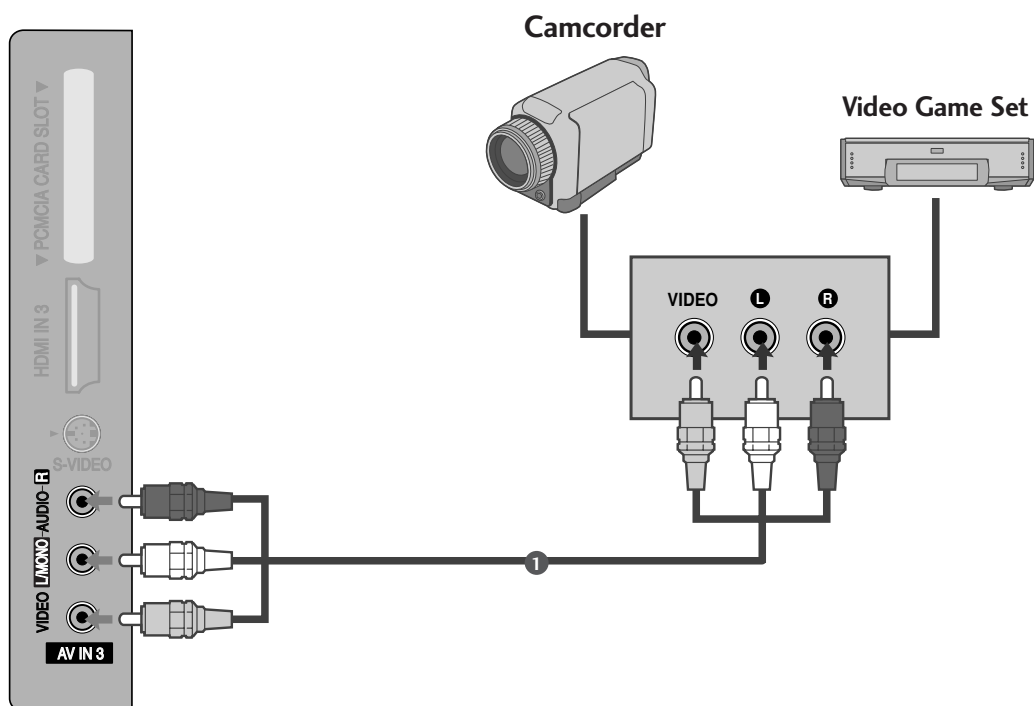 Camcorder
Video Game Set
▼ PCMCIA CARD SLOT ▼
HDMI IN 3
S-VIDEO
VIDEO L/MONO-AUDIO-R
AV IN 3
VIDEO L R
1